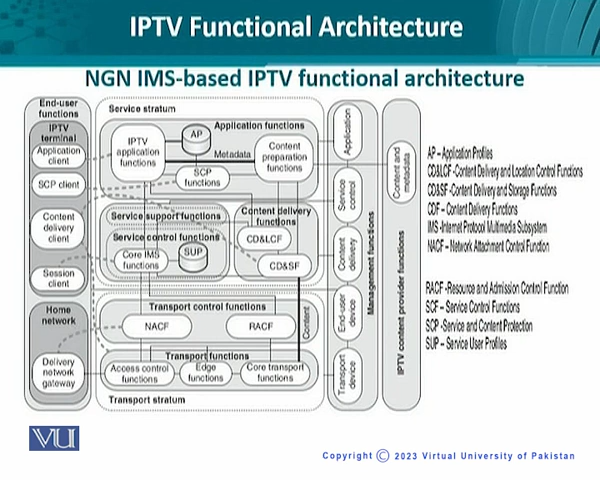 IPTV Functional Architecture
NGN IMS-based IPTV functional architecture
End-user
functions
IPTV
terminal
Application
client
SCP client
Content
delivery
client
Session
client
Home
network
Delivery
network
gateway
Service stratum
Application functions
IPTV
application
functions
AP
Metadata
SCP
functions
Content
preparation
functions
Service support functions
Service control functions
Core IMS
functions
SUP
Content delivery
functions
CD&LCF
CD&SF
Transport control functions
NACF
RACF
Content
Transport functions
Access control
functions
Edge
functions
Core transport
functions
Transport stratum
Application
Service
control
Content
delivery
End-user
device
Transport
device
Management functions
Content and
metadata
IPTV content provider functions
AP – Application Profiles
CD&LCF -Content Delivery and Location Control Functions
CD&SF -Content Delivery and Storage Functions
CDF – Content Delivery Functions
IMS -Internet Protocol Multimedia Subsystem
NACF – Network Attachment Control Function
RACF -Resource and Admission Control Function
SCF – Service Control Functions
SCP -Service and Content Protection
SUP – Service User Profiles
VU
Copyright © 2023 Virtual University of Pakistan